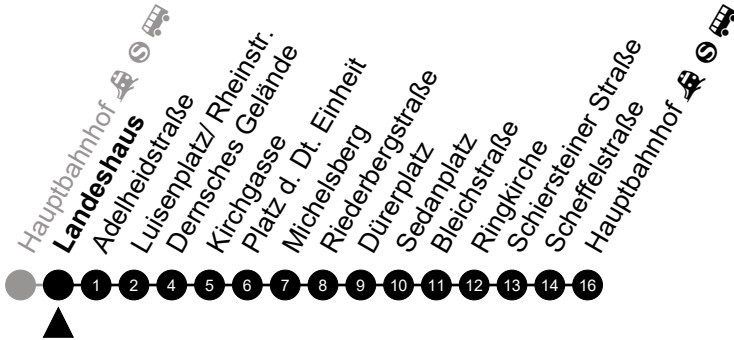 Hauptbahnhof S
Landeshaus
Adelheidstraße
Luisenplatz/ Rheinstr.
Dernsches Gelände
Kirchgasse
Platz d. Dt. Einheit
Michelsberg
Riederbergstraße
Dürerplatz
Sedanplatz
Bleichstraße
Ringkirche
Schiersteiner Straße
Scheffelstraße
Hauptbahnhof S
1 2 4 5 6 7 8 9 10 11 12 13 14 16